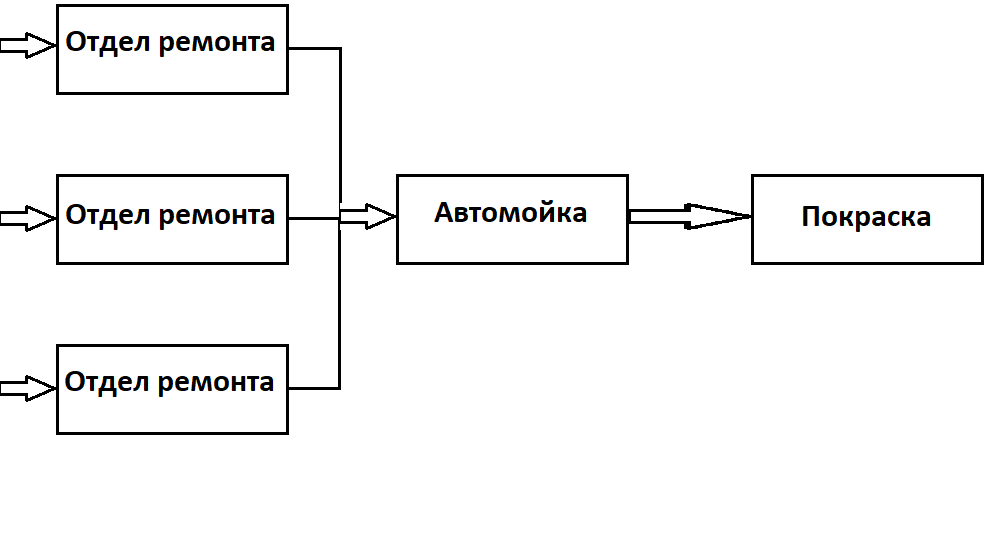 Отдел ремонта
Отдел ремонта
Автомойка
Покраска
Отдел ремонта